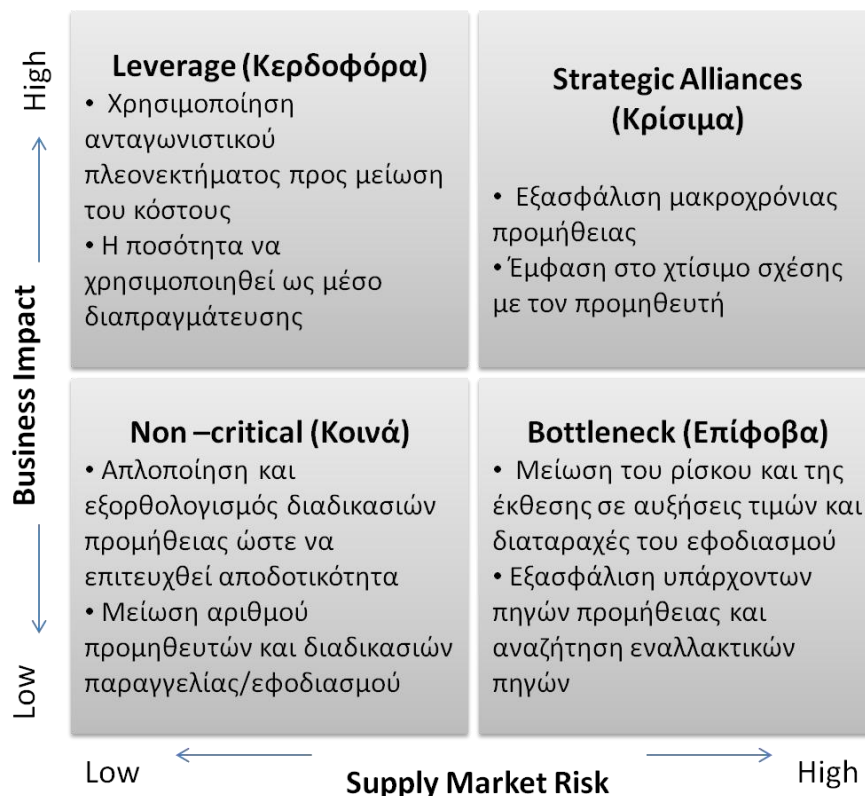 High
Business Impact
Low
Leverage (Κερδοφόρα)
• Χρησιμοποίηση
ανταγωνιστικού
πλεονεκτήματος προς μείωση
του κόστους
• Η ποσότητα να
χρησιμοποιηθεί ως μέσο
διαπραγμάτευσης
Strategic Alliances
(Κρίσιμα)
• Εξασφάλιση μακροχρόνιας
προμήθειας
• Έμφαση στο χτίσιμο σχέσης
με τον προμηθευτή
Non –critical (Κοινά)
• Απλοποίηση και
εξορθολογισμός διαδικασιών
προμήθειας ώστε να
επιτευχθεί αποδοτικότητα
• Μείωση αριθμού
προμηθευτών και διαδικασιών
παραγγελίας/εφοδιασμού
Bottleneck (Επίφοβα)
• Μείωση του ρίσκου και της
έκθεσης σε αυξήσεις τιμών και
διαταραχές του εφοδιασμού
• Εξασφάλιση υπάρχοντων
πηγών προμήθειας και
αναζήτηση εναλλακτικών
πηγών
Low
Supply Market Risk
High